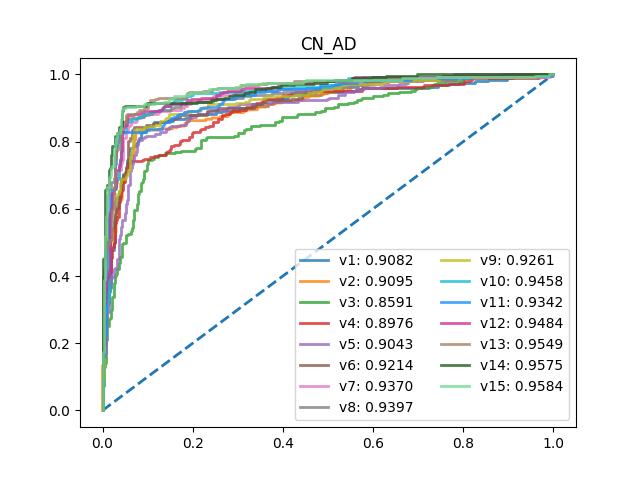 CN_AD
1.0
0.8
0.6
0.4
0.2
0.0
0.0 0.2 0.4 0.6 0.8 1.0
v1: 0.9082
v2: 0.9095
v3: 0.8591
v4: 0.8976
v5: 0.9043
v6: 0.9214
v7: 0.9370
v8: 0.9397
v9: 0.9261
v10: 0.9458
v11: 0.9342
v12: 0.9484
v13: 0.9549
v14: 0.9575
v15: 0.9584